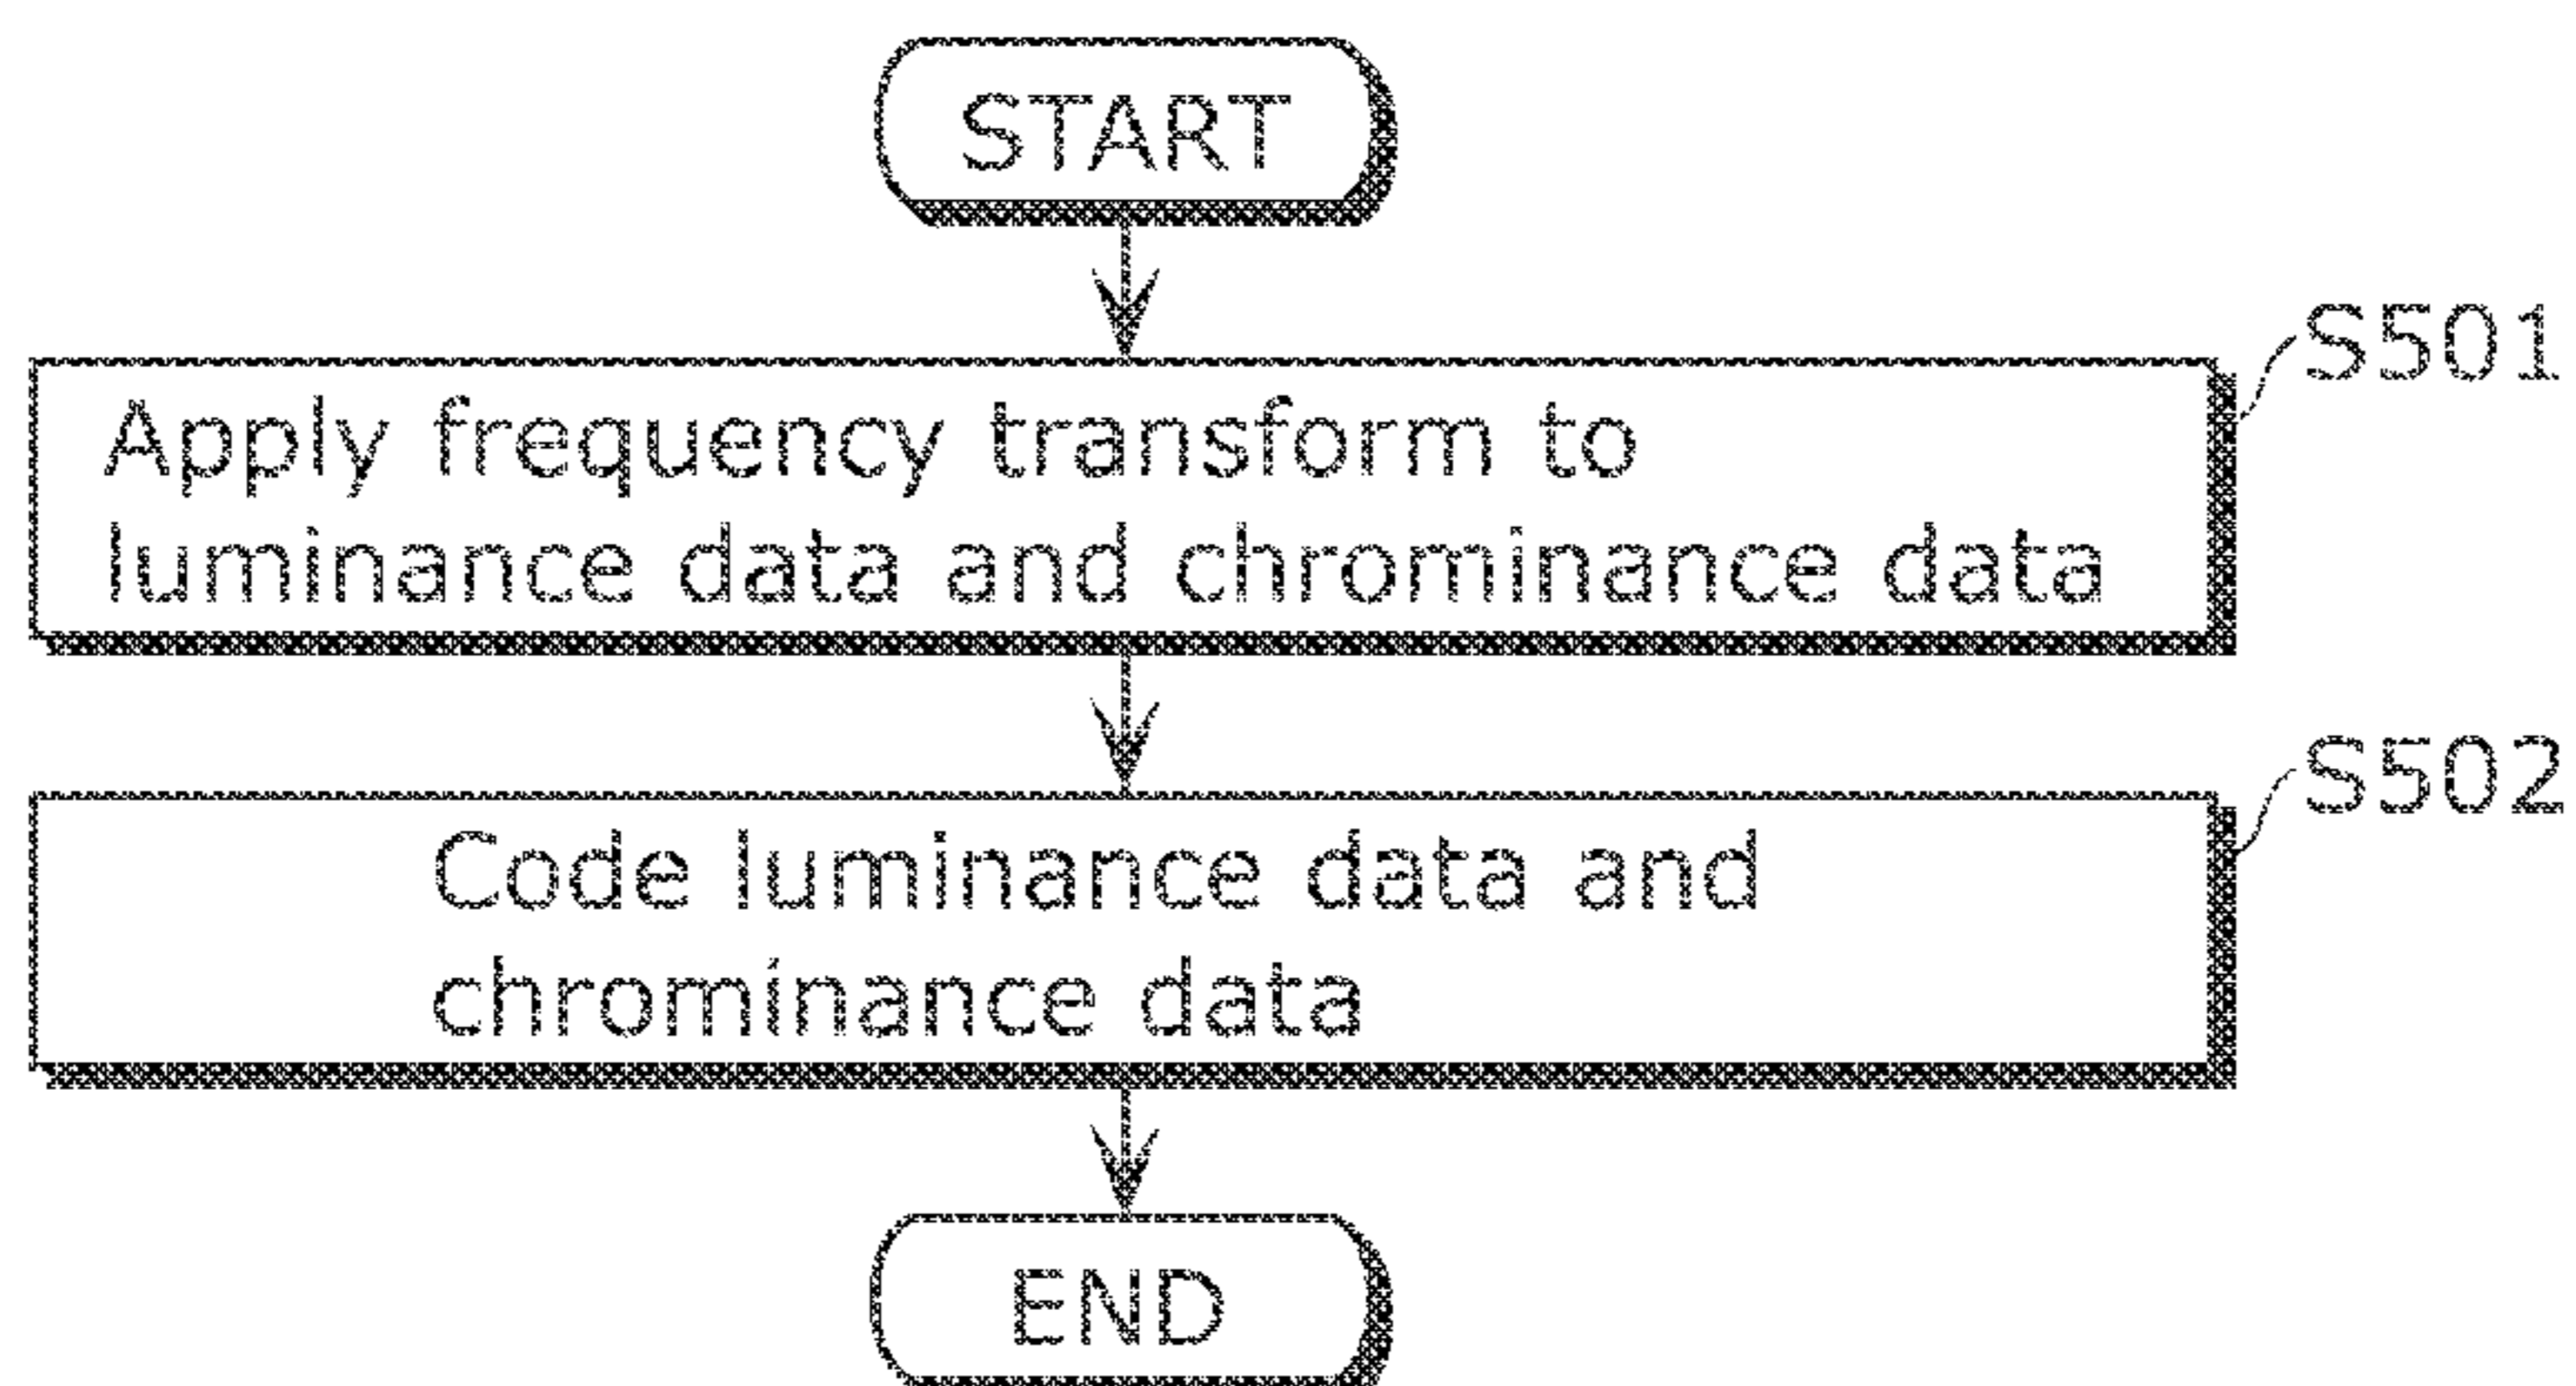 START
S501
Apply frequency transform to
luminance data and chrominance data
S502
Code luminance data and
chrominance data
END